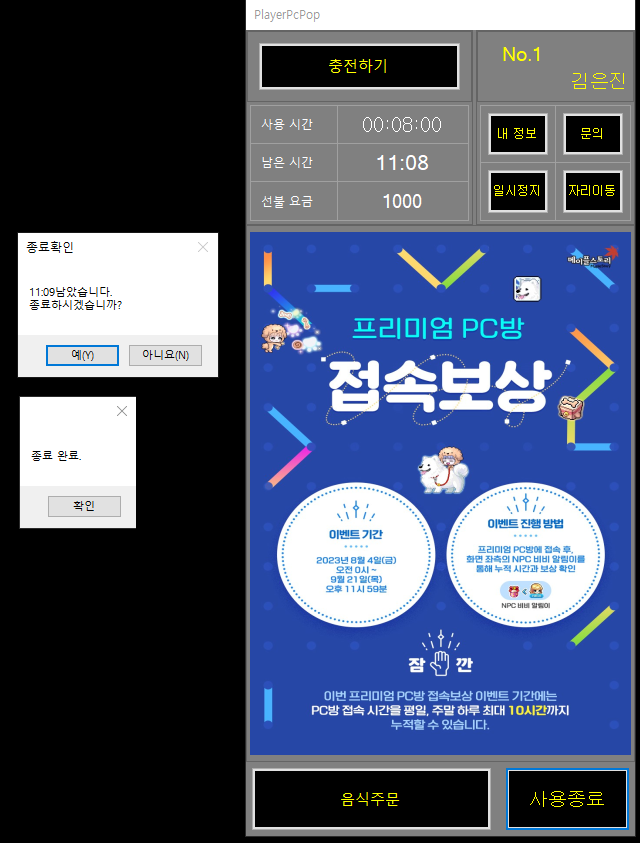 PlayerPcPop
충전하기
No.1
김은진
사용 시간 00:08:00
남은 시간 11:08
선불 요금 1000
내 정보
문의
일시정지
자리이동
종료확인
11:09남았습니다.
종료하시겠습니까?
예(Y)
아니요(N)
종료 완료.
확인
메이플스토리
프리미엄 PC방
접속보상
이벤트 기간
2023년 8월 4일(금)
오전 0시 ~
9월 21일(목)
오후 11시 59분
이벤트 진행 방법
프리미엄 PC방에 접속 후,
화면 좌측의 NPC 비비 알림이를
통해 누적 시간과 보상 확인
NPC 비비 알림이
잠 깐
이번 프리미엄 PC방 접속보상 이벤트 기간에는
PC방 접속 시간을 평일, 주말 하루 최대 10시간까지
누적할 수 있습니다.
음식주문
사용종료